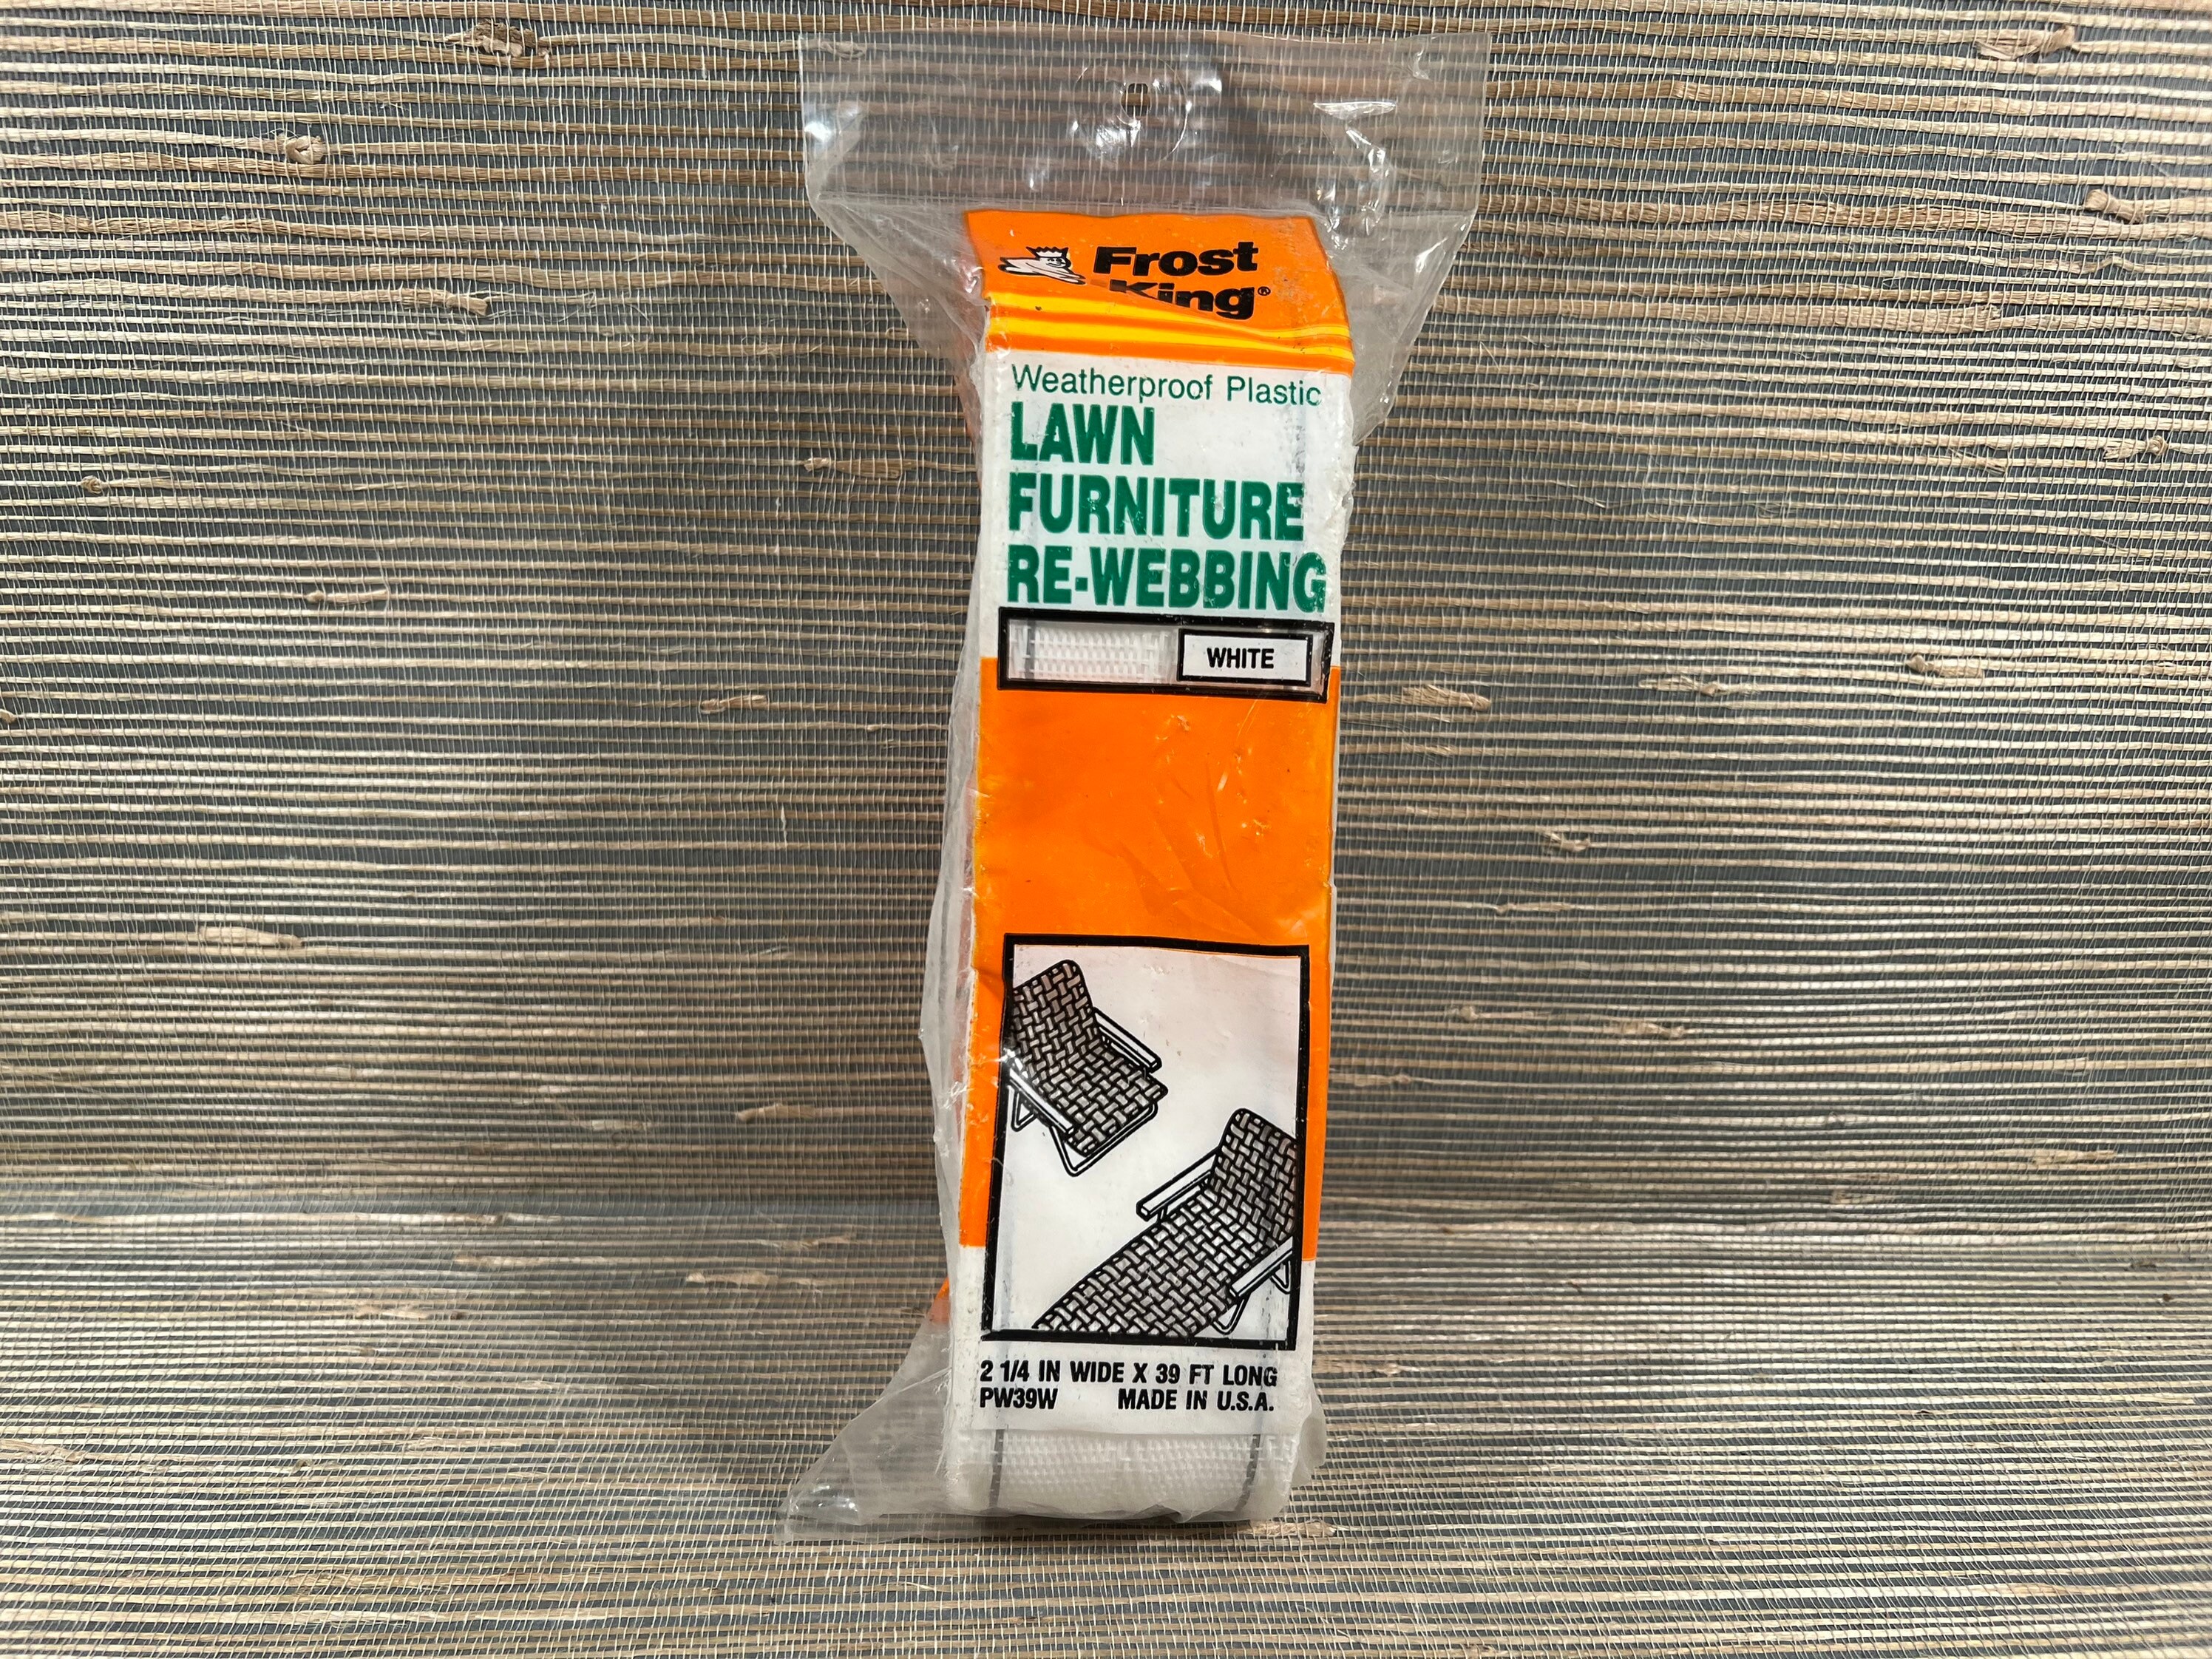 Frost
King®
Weatherproof Plastic
LAWN
FURNITURE
RE-WEBBING
WHITE
2 1/4 IN WIDE X 39 FT LONG
PW39W MADE IN U.S.A.